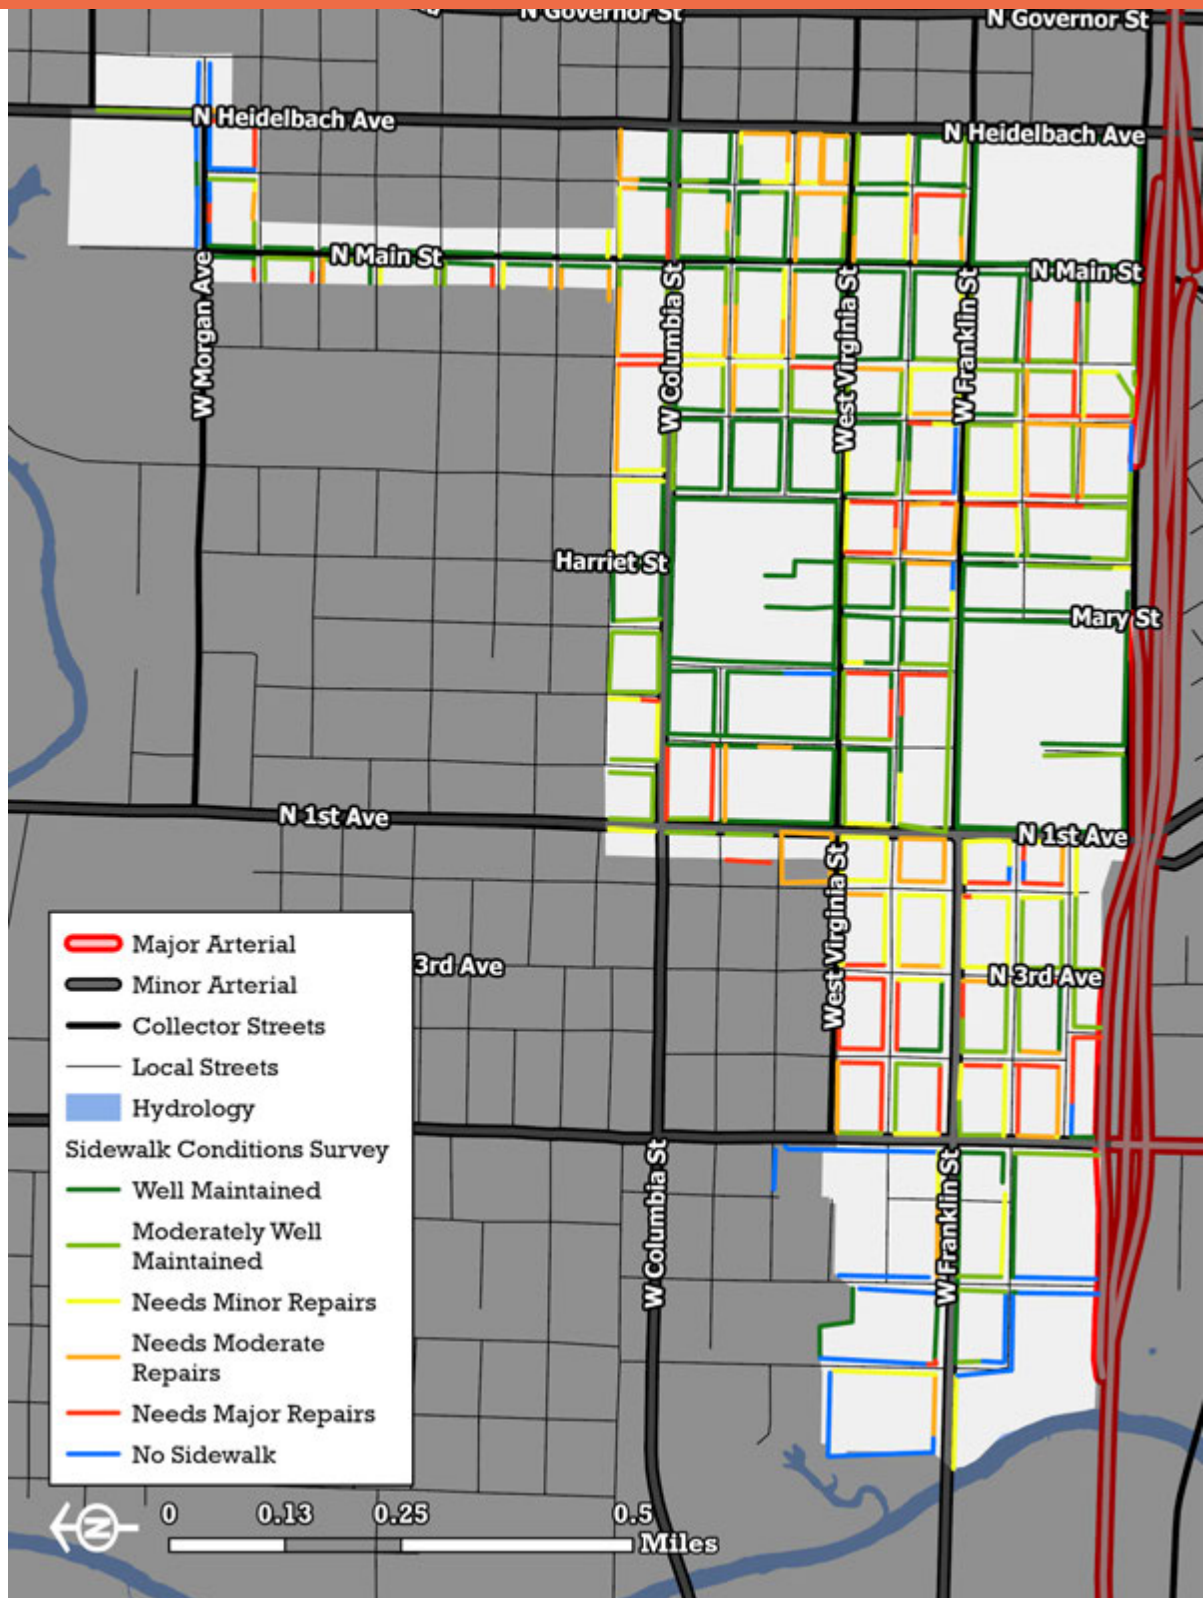 N Governor St
N Governor St
N Heidelbach Ave
N Heidelbach Ave
N Main St
N Main St
W Morgan Ave
W Columbia St
West Virginia St
W Franklin St
Harriet St
Mary St
N 1st Ave
N 1st Ave
West Virginia St
3rd Ave
N 3rd Ave
W Columbia St
W Franklin St
Major Arterial
Minor Arterial
Collector Streets
Local Streets
Hydrology
Sidewalk Conditions Survey
Well Maintained
Moderately Well
Maintained
Needs Minor Repairs
Needs Moderate
Repairs
Needs Major Repairs
No Sidewalk
N
0 0.13 0.25 0.5
Miles